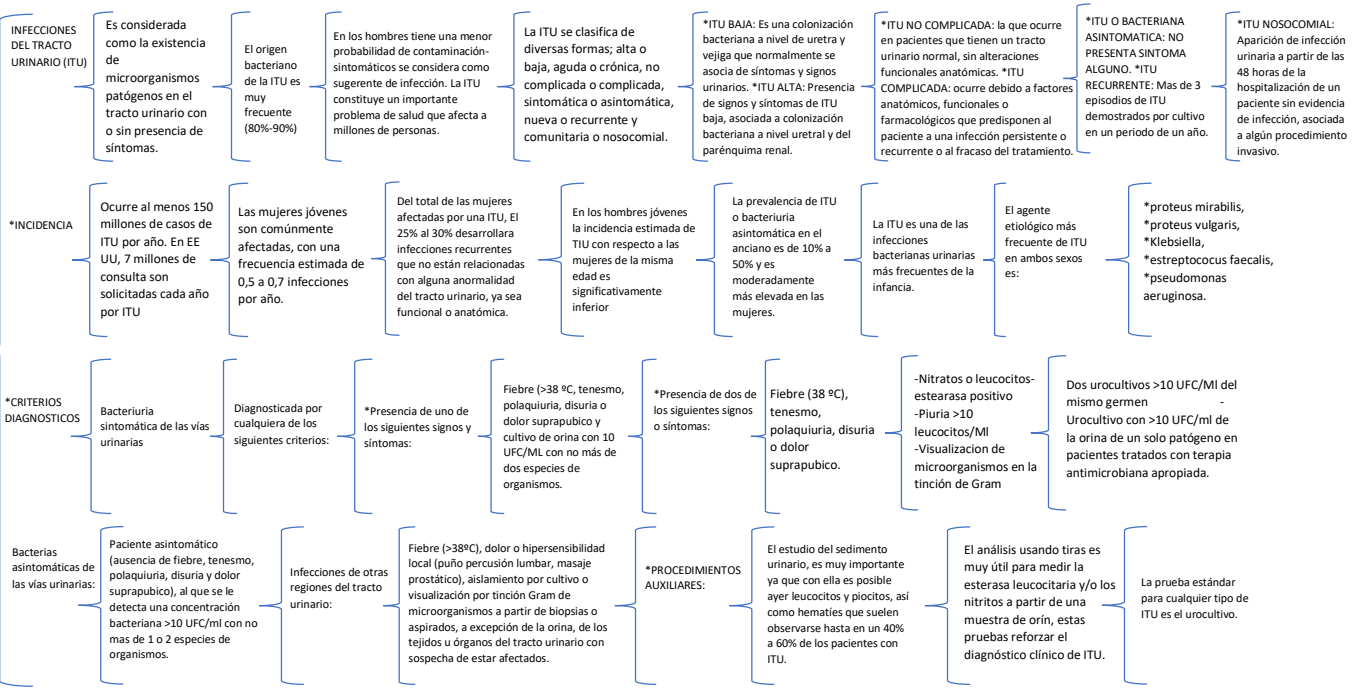 INFECCIONES
DEL TRACTO
URINARIO (ITU)
Es considerada
como la existencia
de
microorganismos
patógenos en el
tracto urinario con
o sin presencia de
síntomas.
El origen
bacteriano
de la ITU es
muy
frecuente
(80%-90%)
En los hombres tiene una menor
probabilidad de contaminación-
sintomáticos se considera como
sugerente de infección. La ITU
constituye un importante
problema de salud que afecta a
millones de personas.
La ITU se clasifica de
diversas formas; alta o
baja, aguda o crónica, no
complicada o complicada,
sintomática o asintomática,
nueva o recurrente y
comunitaria o nosocomial.
*ITU BAJA: Es una colonización
bacteriana a nivel de uretra y
vejiga que normalmente se
asocia de síntomas y signos
urinarios. *ITU ALTA: Presencia
de signos y síntomas de ITU
baja, asociada a colonización
bacteriana a nivel uretral y del
parénquima renal.
*ITU NO COMPLICADA: la que ocurre
en pacientes que tienen un tracto
urinario normal, sin alteraciones
funcionales anatómicas. *ITU
COMPLICADA: ocurre debido a factores
anatómicos, funcionales o
farmacológicos que predisponen al
paciente a una infección persistente o
recurrente o al fracaso del tratamiento.
*ITU O BACTERIANA
ASINTOMATICA: NO
PRESENTA SINTOMA
ALGUNO. *ITU
RECURRENTE: Mas de 3
episodios de ITU
demostrados por cultivo
en un periodo de un año.
*ITU NOSOCOMIAL:
Aparición de infección
urinaria a partir de las
48 horas de la
hospitalización de un
paciente sin evidencia
de infección, asociada
a algún procedimiento
invasivo.
*INCIDENCIA
Ocurre al menos 150
millones de casos de
ITU por año. En EE
UU, 7 millones de
consulta son
solicitadas cada año
por ITU
Las mujeres jóvenes
son comúnmente
afectadas, con una
frecuencia estimada de
0,5 a 0,7 infecciones
por año.
Del total de las mujeres
afectadas por una ITU, El
25% al 30% desarrollara
infecciones recurrentes
que no están relacionadas
con alguna anormalidad
del tracto urinario, ya sea
funcional o anatómica.
En los hombres jóvenes
la incidencia estimada de
TIU con respecto a las
mujeres de la misma
edad es
significativamente
inferior
La prevalencia de ITU
o bacteriuria
asintomática en el
anciano es de 10% a
50% y es
moderadamente
más elevada en las
mujeres.
La ITU es una de las
infecciones
bacterianas urinarias
más frecuentes de la
infancia.
El agente
etiológico más
frecuente de ITU
en ambos sexos
es:
*proteus mirabilis,
*proteus vulgaris,
*Klebsiella,
*estreptococus faecalis,
*pseudomonas
aeruginosa.
*CRITERIOS
DIAGNOSTICOS
Bacteriuria
sintomática de las vías
urinarias
Diagnosticada por
cualquiera de los
siguientes criterios:
*Presencia de uno de
los siguientes signos y
síntomas:
Fiebre (>38 ºC, tenesmo,
polaquiuria, disuria o
dolor suprapubico y
cultivo de orina con 10
UFC/ML con no más de
dos especies de
organismos.
*Presencia de dos de
los siguientes signos
o síntomas:
Fiebre (38 ºC),
tenesmo,
polaquiuria, disuria
o dolor
suprapubico.
-Nitratos o leucocitos-
estearasa positivo
-Piuria >10
leucocitos/Ml
-Visualizacion de
microorganismos en la
tinción de Gram
Dos urocultivos >10 UFC/Ml del
mismo germen -
Urocultivo con >10 UFC/ml de
la orina de un solo patógeno en
pacientes tratados con terapia
antimicrobiana apropiada.
Bacterias
asintomáticas de
las vías urinarias:
Paciente asintomático
(ausencia de fiebre, tenesmo,
polaquiuria, disuria y dolor
suprapubico), al que se le
detecta una concentración
bacteriana >10 UFC/ml con no
mas de 1 o 2 especies de
organismos.
Infecciones de otras
regiones del tracto
urinario:
Fiebre (>38ºC), dolor o hipersensibilidad
local (puño percusión lumbar, masaje
prostático), aislamiento por cultivo o
visualización por tinción Gram de
microorganismos a partir de biopsias o
aspirados, a excepción de la orina, de los
tejidos u órganos del tracto urinario con
sospecha de estar afectados.
*PROCEDIMIENTOS
AUXILIARES:
El estudio del sedimento
urinario, es muy importante
ya que con ella es posible
ayer leucocitos y piocitos, así
como hematíes que suelen
observarse hasta en un 40%
a 60% de los pacientes con
ITU.
El análisis usando tiras es
muy útil para medir la
esterasa leucocitaria y/o los
nitritos a partir de una
muestra de orín, estas
pruebas reforzar el
diagnóstico clínico de ITU.
La prueba estándar
para cualquier tipo de
ITU es el urocultivo.